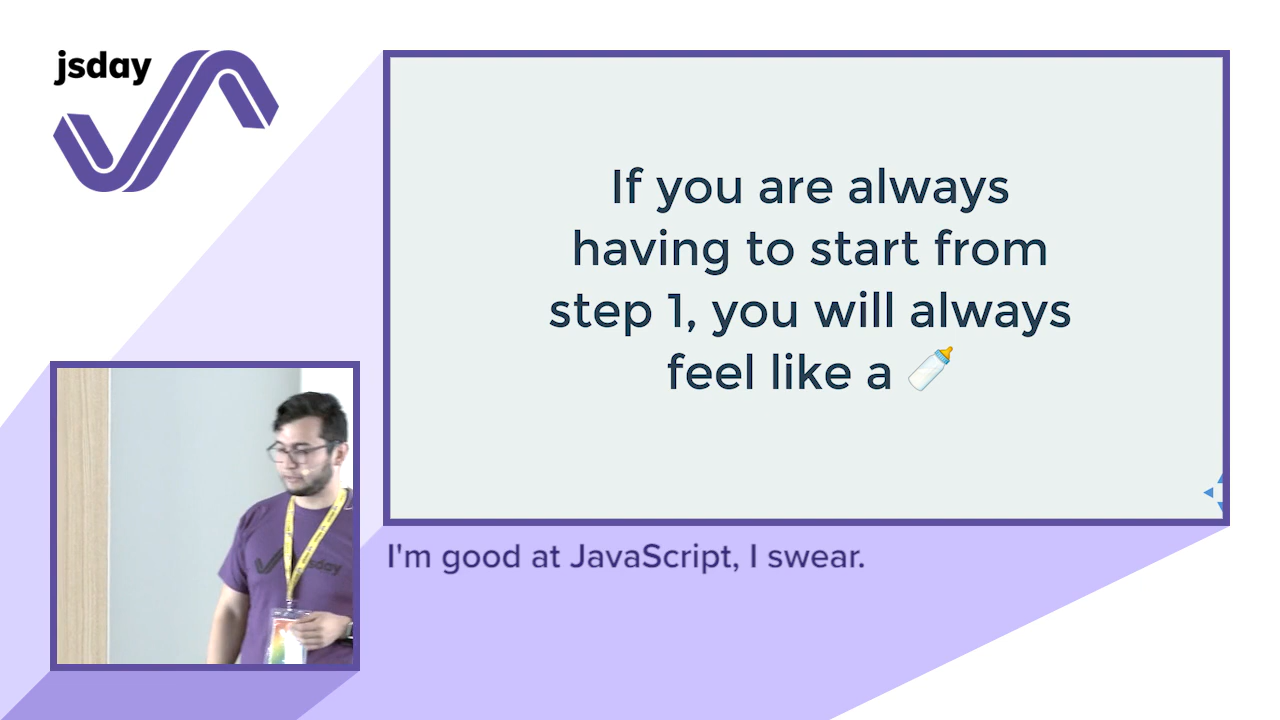 jsday
If you are always
having to start from
step 1, you will always
feel like a 🍼
I'm good at JavaScript, I swear.
jsday